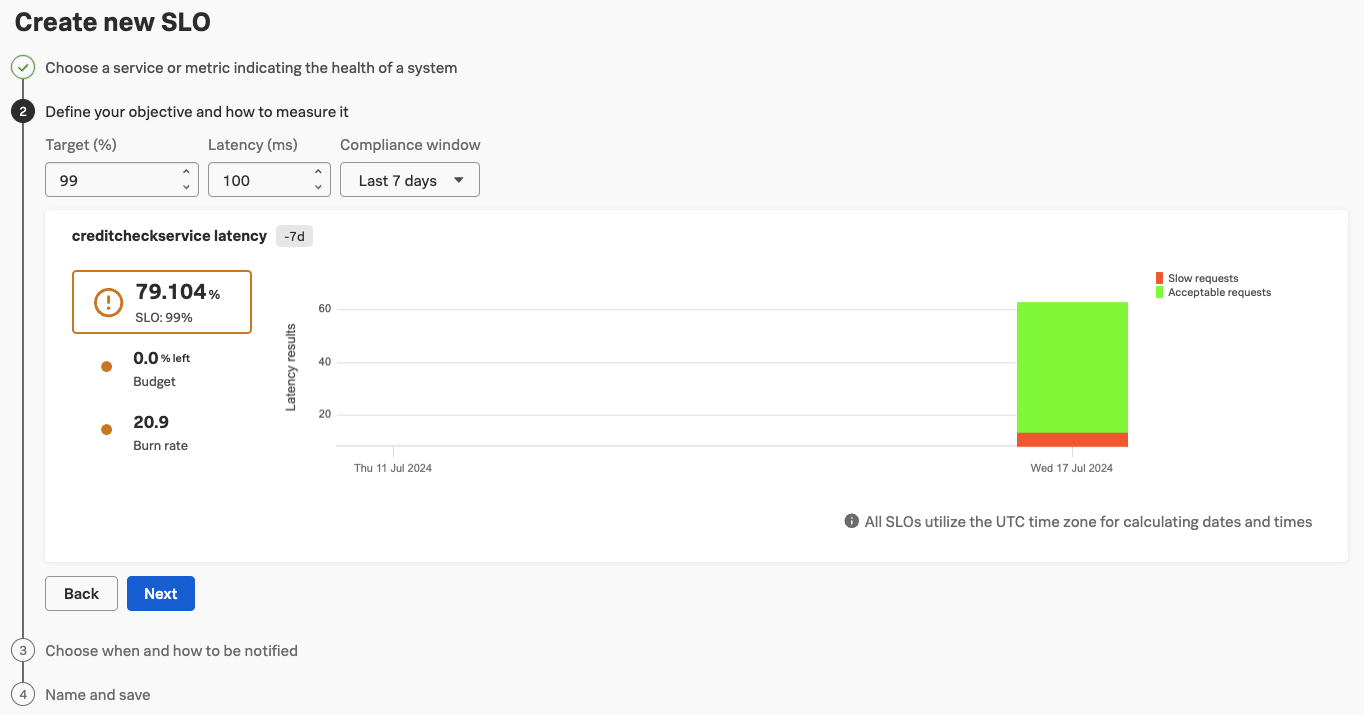 Create new SLO
Choose a service or metric indicating the health of a system
2 Define your objective and how to measure it
Target (%) Latency (ms) Compliance window
99 100 Last 7 days
creditcheckservice latency -7d
79.104 %
SLO: 99%
0.0 % left
Budget
20.9
Burn rate
Latency results
60
40
20
Thu 11 Jul 2024 Wed 17 Jul 2024
Slow requests
Acceptable requests
All SLOs utilize the UTC time zone for calculating dates and times
Back Next
3 Choose when and how to be notified
4 Name and save